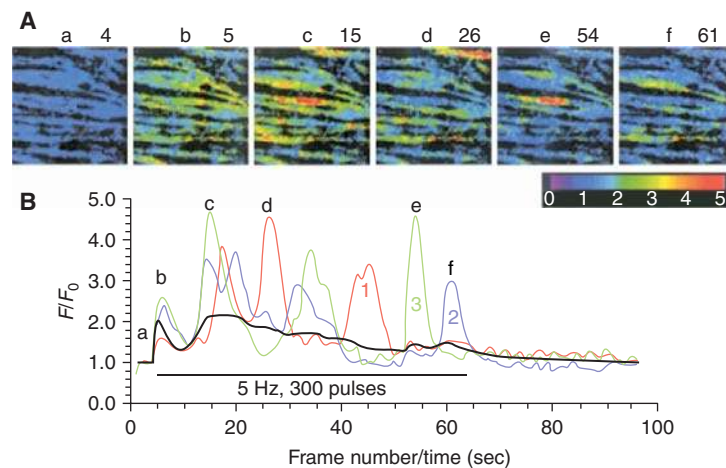 A
a 4 b 5 c 15 d 26 e 54 f 61
0 1 2 3 4 5
B
5.0
4.0
3.0
2.0
1.0
0.0
F/F0
a
b
c
d
e
f
1
3
2
5 Hz, 300 pulses
0 20 40 60 80 100
Frame number/time (sec)